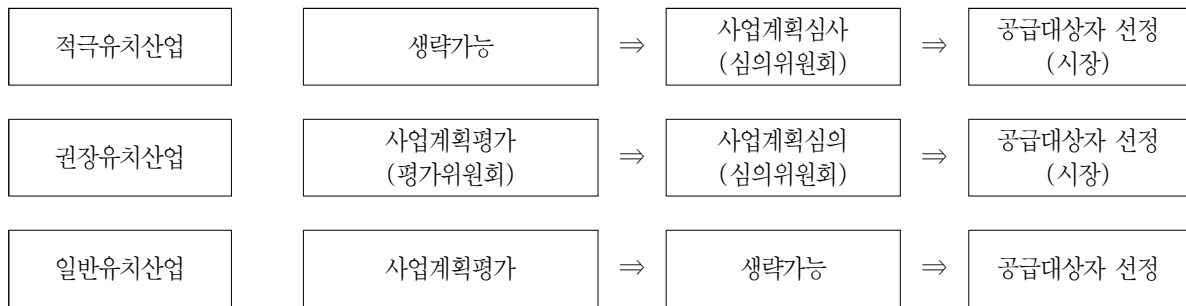 적극유치산업
생략가능
⇒
사업계획심사
(심의위원회)
⇒
공급대상자 선정
(시장)
권장유치산업
사업계획평가
(평가위원회)
⇒
사업계획심의
(심의위원회)
⇒
공급대상자 선정
(시장)
일반유치산업
사업계획평가
⇒
생략가능
⇒
공급대상자 선정